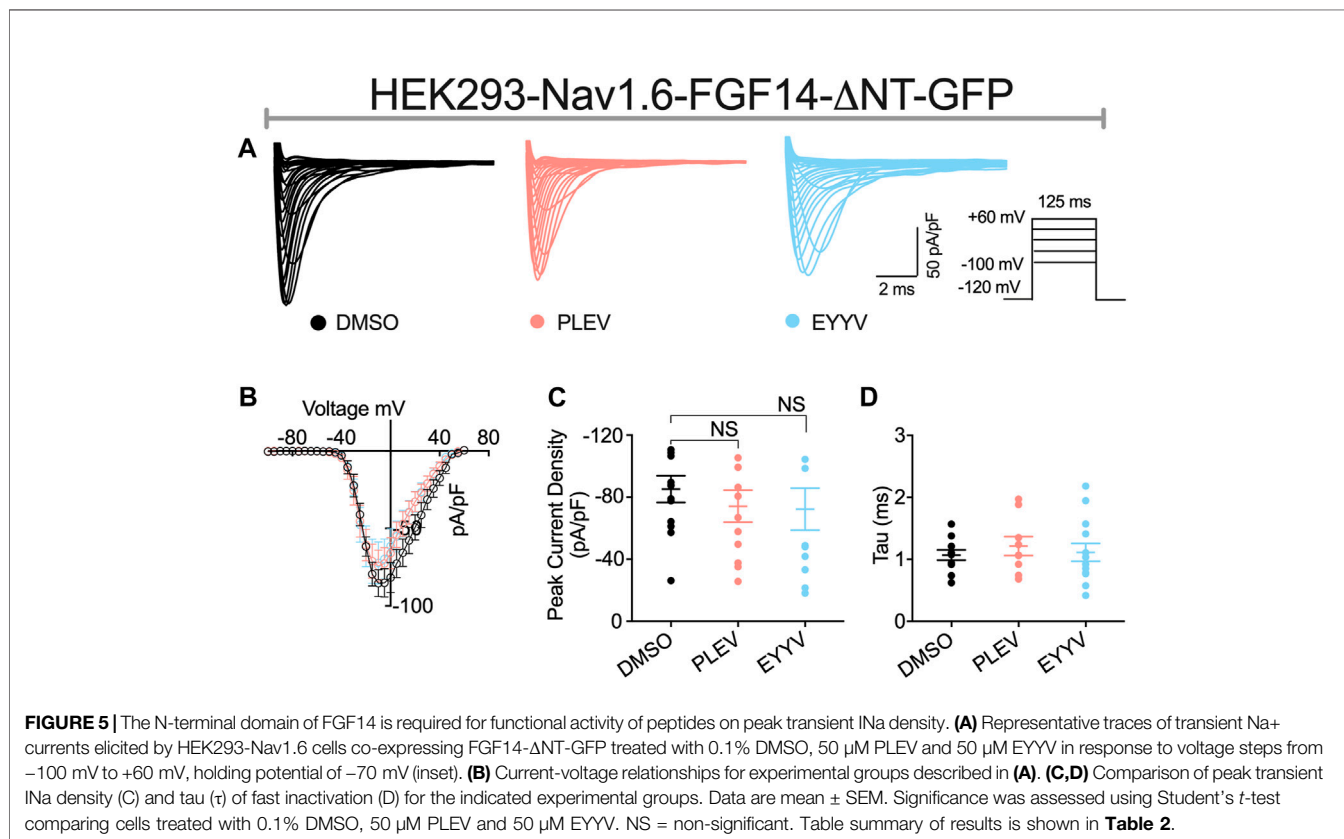 HEK293-Nav1.6-FGF14-ΔNT-GFP
A
125 ms
+60 mV
50 pA/pF
-100 mV
-120 mV
2 ms
DMSO
PLEV
EYYV
B
Voltage mV
-80 -40 0 40 80
-50
-100
pA/pF
C
NS
NS
-120
-80
-40
0
Peak Current Density
(pA/pF)
DMSO
PLEV
EYYV
D
3
2
1
0
Tau (ms)
DMSO
PLEV
EYYV
FIGURE 5 | The N-terminal domain of FGF14 is required for functional activity of peptides on peak transient INa density. (A) Representative traces of transient Na+
currents elicited by HEK293-Nav1.6 cells co-expressing FGF14-ΔNT-GFP treated with 0.1% DMSO, 50 μM PLEV and 50 μM EYYV in response to voltage steps from
−100 mV to +60 mV, holding potential of −70 mV (inset). (B) Current-voltage relationships for experimental groups described in (A). (C,D) Comparison of peak transient
INa density (C) and tau (τ) of fast inactivation (D) for the indicated experimental groups. Data are mean ± SEM. Significance was assessed using Student’s t-test
comparing cells treated with 0.1% DMSO, 50 μM PLEV and 50 μM EYYV. NS = non-significant. Table summary of results is shown in Table 2.